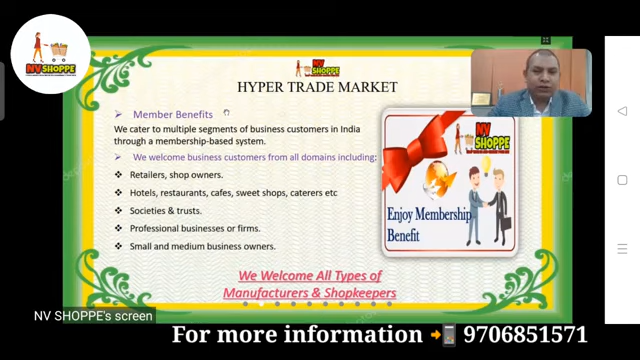 NV SHOPPE
NV SHOPPE
HYPER TRADE MARKET
Member Benefits
We cater to multiple segments of business customers in India
through a membership-based system.
We welcome business customers from all domains including:
Retailers, shop owners.
Hotels, restaurants, cafes, sweet shops, caterers etc
Societies & trusts.
Professional businesses or firms.
Small and medium business owners.
NV
SHOPPE
Enjoy Membership
Benefit
We Welcome All Types of
Manufacturers & Shopkeepers
NV SHOPPE's screen
For more information 9706851571